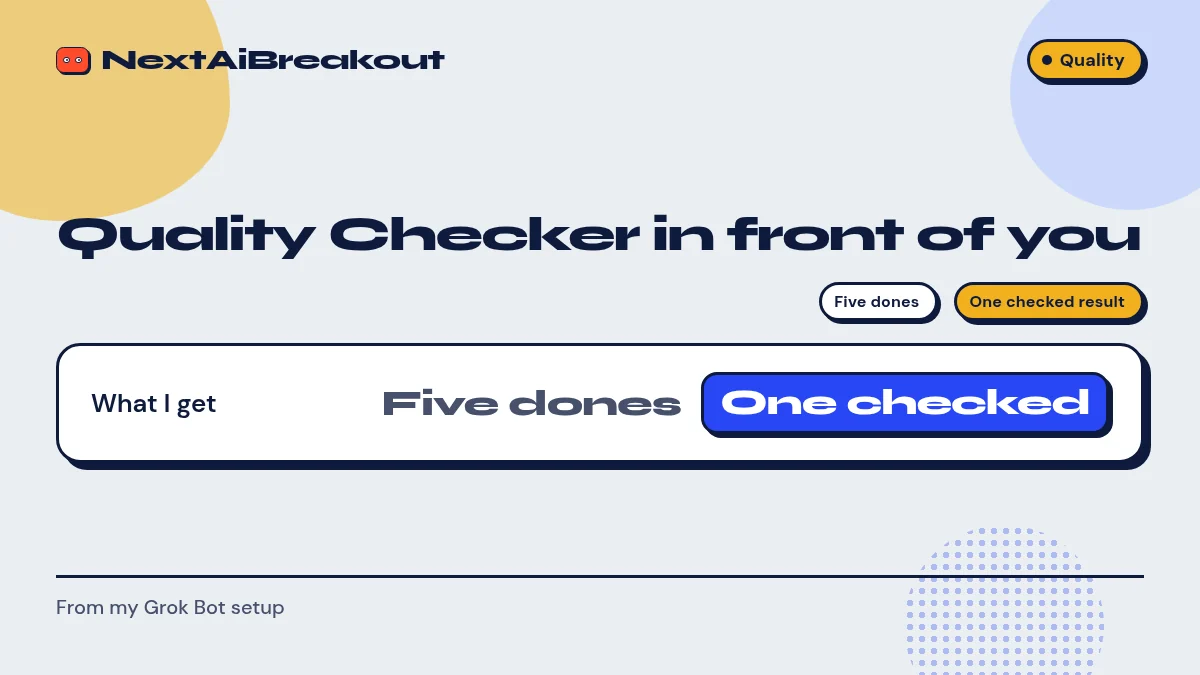 NextAiBreakout
Quality
Quality Checker in front of you
Five dones
One checked result
What I get
Five dones
One checked
From my Grok Bot setup